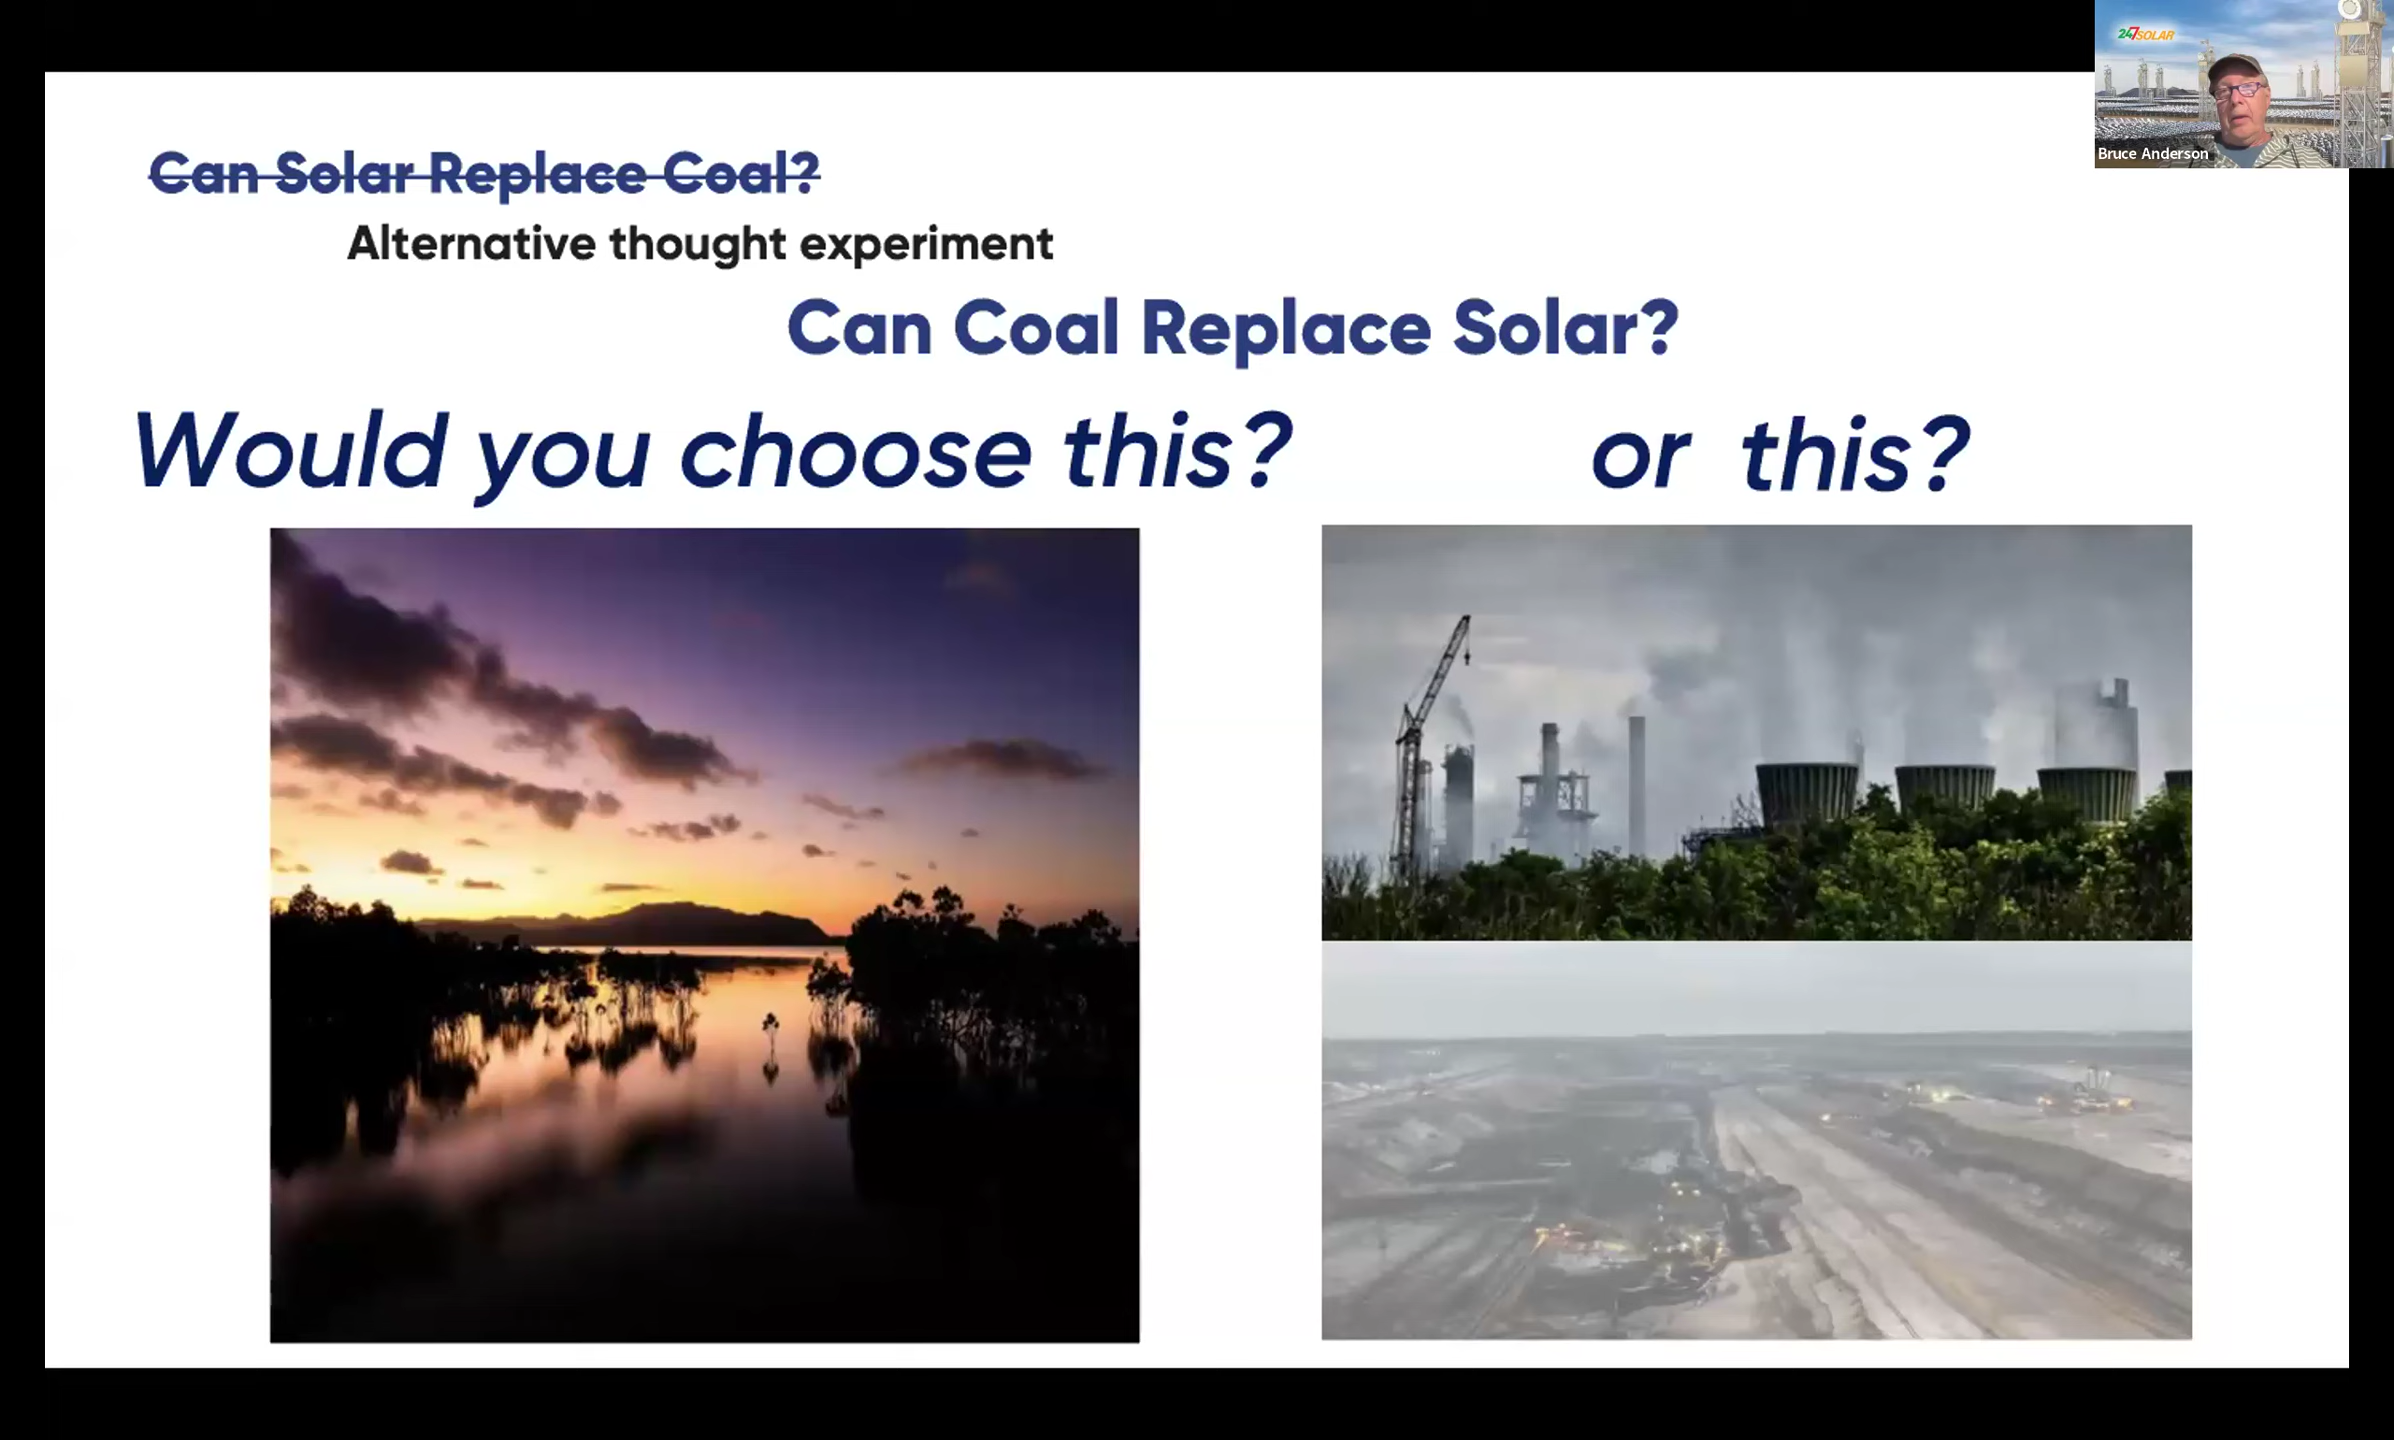 247SOLAR
Bruce Anderson
Can Solar Replace Coal?
Alternative thought experiment
Can Coal Replace Solar?
Would you choose this? or this?